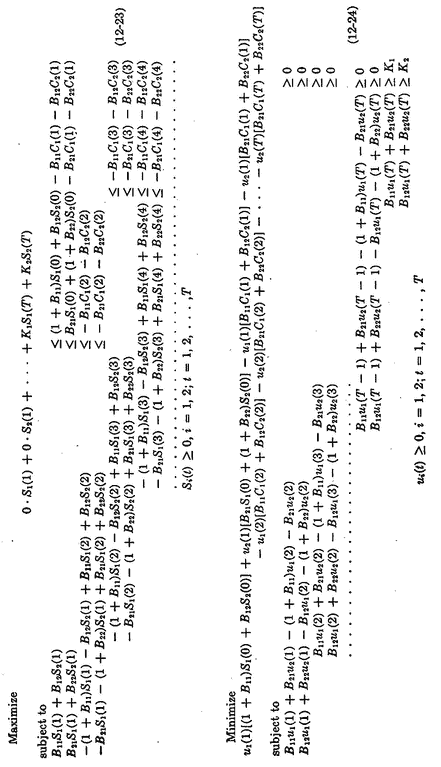 Maximize
0 · S₁(1) + 0 · S₂(1) + . . . + K₁S₁(T) + K₂S₂(T)
subject to
B₁₁S₁(1) + B₁₂S₂(1) ≤ (1 + B₁₁)S₁(0) + B₁₂S₂(0) − B₁₁C₁(1) − B₁₂C₂(1)
B₂₁S₁(1) + B₂₂S₂(1) ≤ B₂₁S₁(0) + (1 + B₂₂)S₂(0) − B₂₁C₁(1) − B₂₂C₂(1)
−(1 + B₁₁)S₁(1) − B₁₂S₂(1) + B₁₁S₁(2) + B₁₂S₂(2) ≤ −B₁₁C₁(2) − B₁₂C₂(2)
−B₂₁S₁(1) − (1 + B₂₂)S₂(1) + B₂₁S₁(2) + B₂₂S₂(2) ≤ −B₂₁C₁(2) − B₂₂C₂(2)
− (1 + B₁₁)S₁(2) − B₁₂S₂(2) + B₁₁S₁(3) + B₁₂S₂(3) ≤ −B₁₁C₁(3) − B₁₂C₂(3)
− B₂₁S₁(2) − (1 + B₂₂)S₂(2) + B₂₁S₁(3) + B₂₂S₂(3) ≤ −B₂₁C₁(3) − B₂₂C₂(3)
− (1 + B₁₁)S₁(3) − B₁₂S₂(3) + B₁₁S₁(4) + B₁₂S₂(4) ≤ −B₁₁C₁(4) − B₁₂C₂(4)
− B₂₁S₁(3) − (1 + B₂₂)S₂(3) + B₂₁S₁(4) + B₂₂S₂(4) ≤ −B₂₁C₁(4) − B₂₂C₂(4)
(12-23)
. . . . . . . . . . . . . . . . . . . . . . . . . . . .
Sᵢ(t) ≥ 0, i = 1, 2; t = 1, 2, . . . , T
Minimize
u₁(1)[(1 + B₁₁)S₁(0) + B₁₂S₂(0)] + u₂(1)[B₂₁S₁(0) + (1 + B₂₂)S₂(0)] − u₁(1)[B₁₁C₁(1) + B₁₂C₂(1)] − u₂(1)[B₂₁C₁(1) + B₂₂C₂(1)]
− u₁(2)[B₁₁C₁(2) + B₁₂C₂(2)] − u₂(2)[B₂₁C₁(2) + B₂₂C₂(2)] − . . . . − u₂(T)[B₂₁C₁(T) + B₂₂C₂(T)]
subject to
B₁₁u₁(1) + B₂₁u₂(1) − (1 + B₁₁)u₁(2) − B₂₁u₂(2) ≥ 0
B₁₂u₁(1) + B₂₂u₂(1) − B₁₂u₁(2) − (1 + B₂₂)u₂(2) ≥ 0
B₁₁u₁(2) + B₂₁u₂(2) − (1 + B₁₁)u₁(3) − B₂₁u₂(3) ≥ 0
B₁₂u₁(2) + B₂₂u₂(2) − B₁₂u₁(3) − (1 + B₂₂)u₂(3) ≥ 0
. . . . . . . . . . . . . . . . . . . . . . . . . . . .
B₁₁u₁(T − 1) + B₂₁u₂(T − 1) − (1 + B₁₁)u₁(T) − B₂₁u₂(T) ≥ 0
B₁₂u₁(T − 1) + B₂₂u₂(T − 1) − B₁₂u₁(T) − (1 + B₂₂)u₂(T) ≥ 0
B₁₁u₁(T) + B₂₁u₂(T) ≥ K₁
B₁₂u₁(T) + B₂₂u₂(T) ≥ K₂
(12-24)
uᵢ(t) ≥ 0, i = 1, 2; t = 1, 2, . . . , T